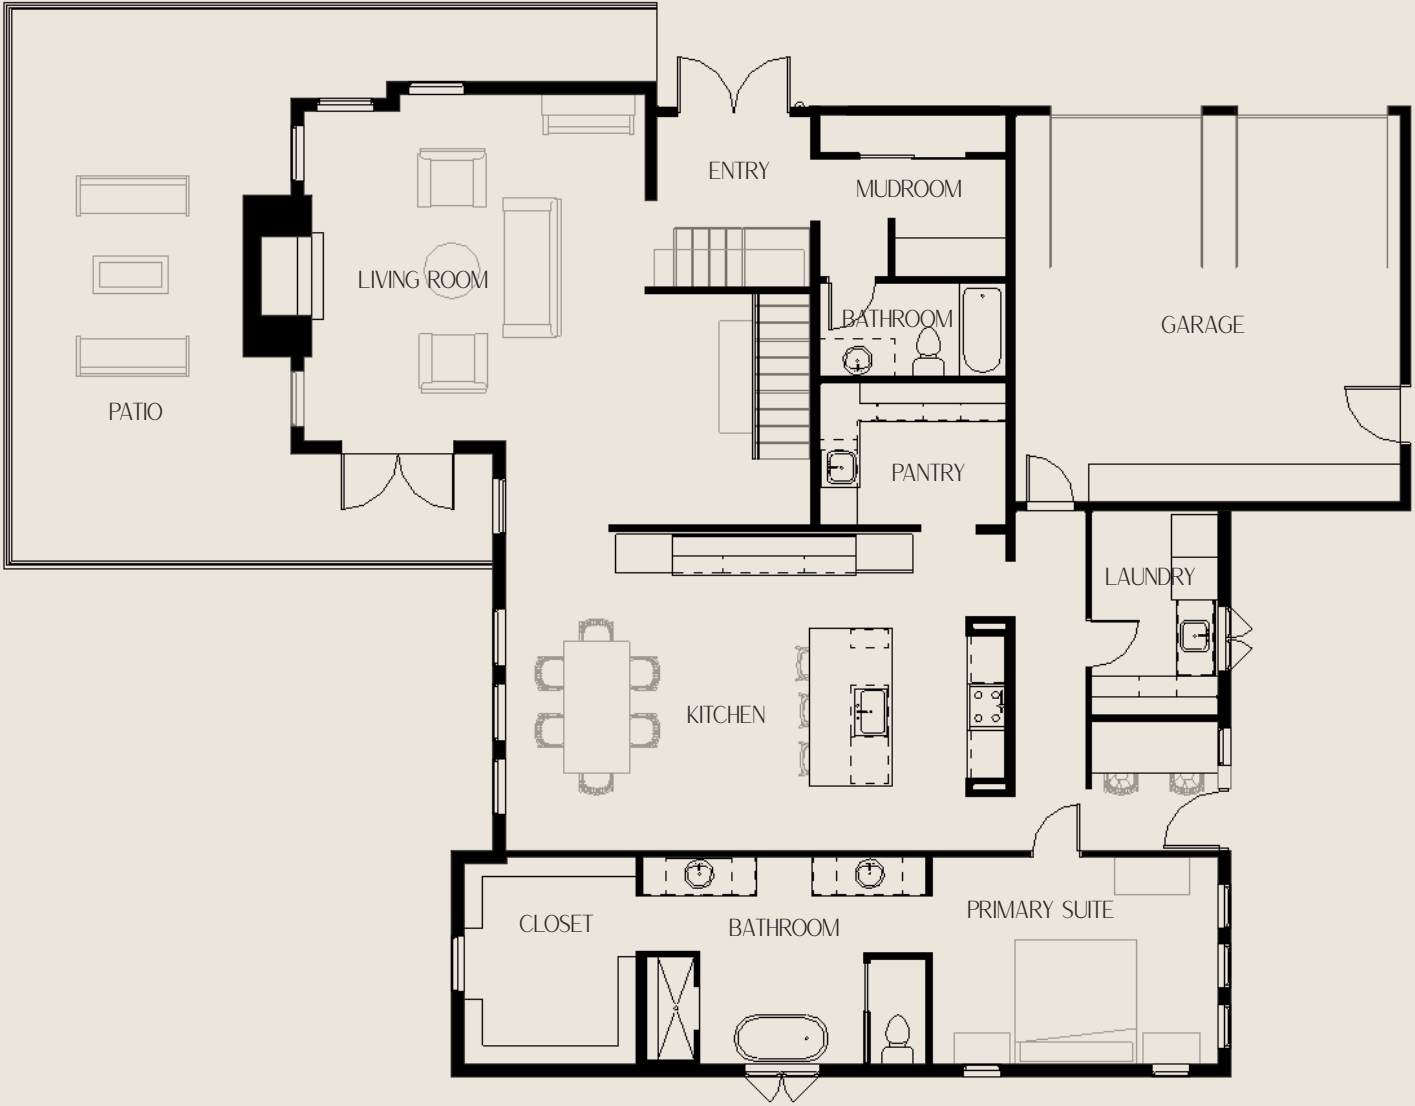 ENTRY
MUDROOM
LIVING ROOM
BATHROOM
GARAGE
PATIO
PANTRY
LAUNDRY
KITCHEN
CLOSET
BATHROOM
PRIMARY SUITE